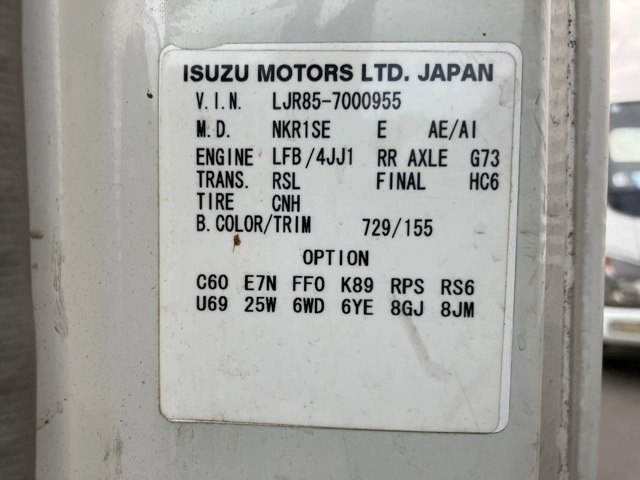 ISUZU MOTORS LTD. JAPAN
V.I.N. LJR85-7000955
M.D. NKR1SE E AE/AI
ENGINE LFB/4JJ1 RR AXLE G73
TRANS. RSL FINAL HC6
TIRE CNH
B.COLOR/TRIM 729/155
OPTION
C60 E7N FF0 K89 RPS RS6
U69 25W 6WD 6YE 8GJ 8JM